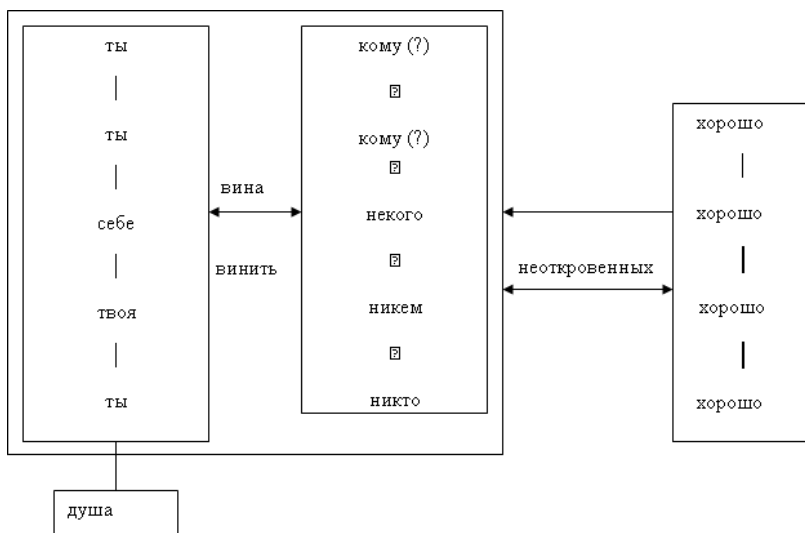 ты
ты
себе
твоя
ты
вина
винить
кому (?)
кому (?)
некого
никем
никто
неоткровенных
хорошо
хорошо
хорошо
хорошо
душа